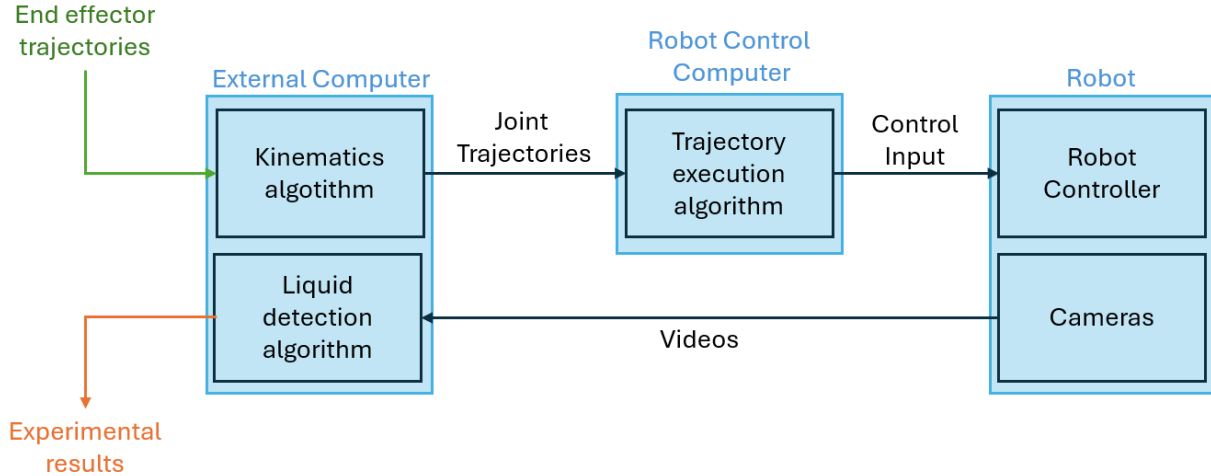 End effector
trajectories
External Computer
Robot Control
Computer
Robot
Kinematics
algotithm
Joint
Trajectories
Trajectory
execution
algorithm
Control
Input
Robot
Controller
Liquid
detection
algorithm
Videos
Cameras
Experimental
results